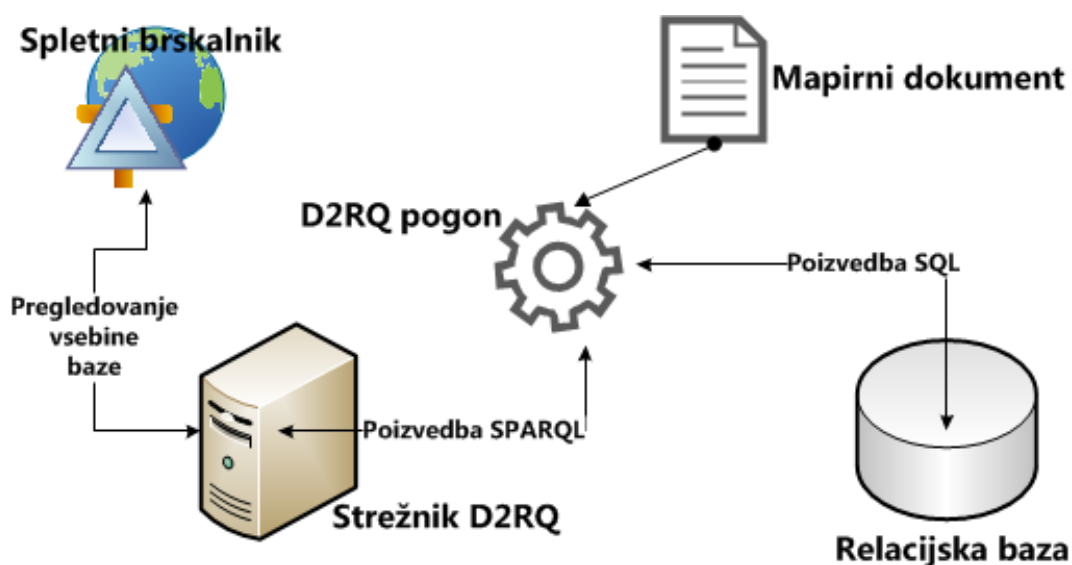 Spletni brskalnik
Mapirni dokument
D2RQ pogon
Poizvedba SQL
Pregledovanje
vsebine
baze
Poizvedba SPARQL
Strežnik D2RQ
Relacijska baza